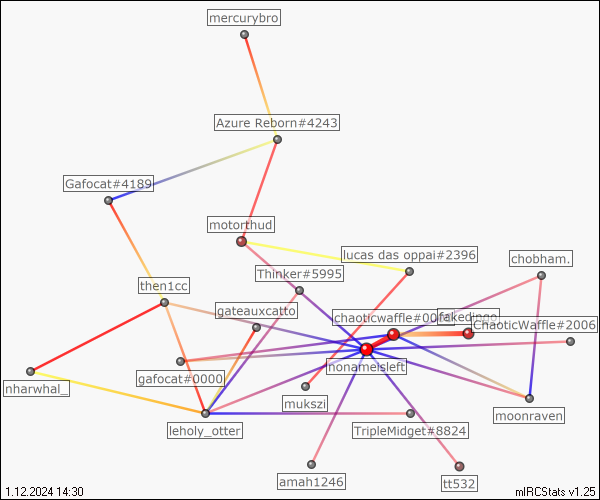 mercurybro
Azure Reborn#4243
Gafocat#4189
motorthud
lucas das oppai#2396
chobham.
Thinker#5995
then1cc
gateauxcatto
chaoticwaffle#00
fakedingo
ChaoticWaffle#2006
nonameisleft
gafocat#0000
nharwhal_
mukszi
moonraven
leholy_otter
TripleMidget#8824
amah1246
tt532
1.12.2024 14:30
mIRCStats v1.25